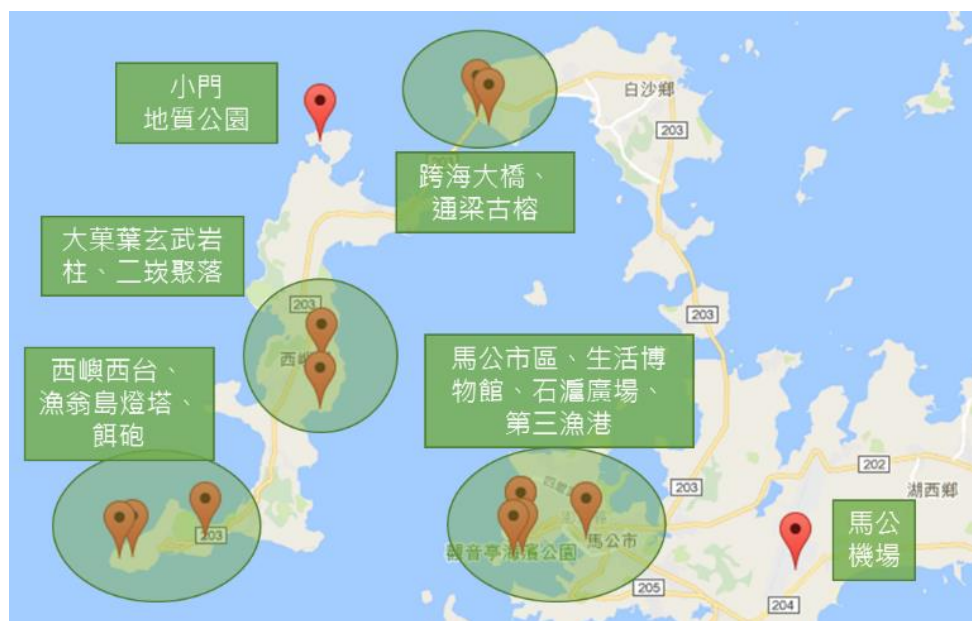 小門
地質公園
白沙鄉
203
跨海大橋、
通梁古榕
203
大菓葉玄武岩
柱、二崁聚落
203
203
西嶼西台、
漁翁島燈塔、
餌砲
馬公市區、生活博
物館、石滬廣場、
第三漁港
202
湖西鄉
203
203
觀音亭海濱公園
馬公市
馬公
機場
205
204